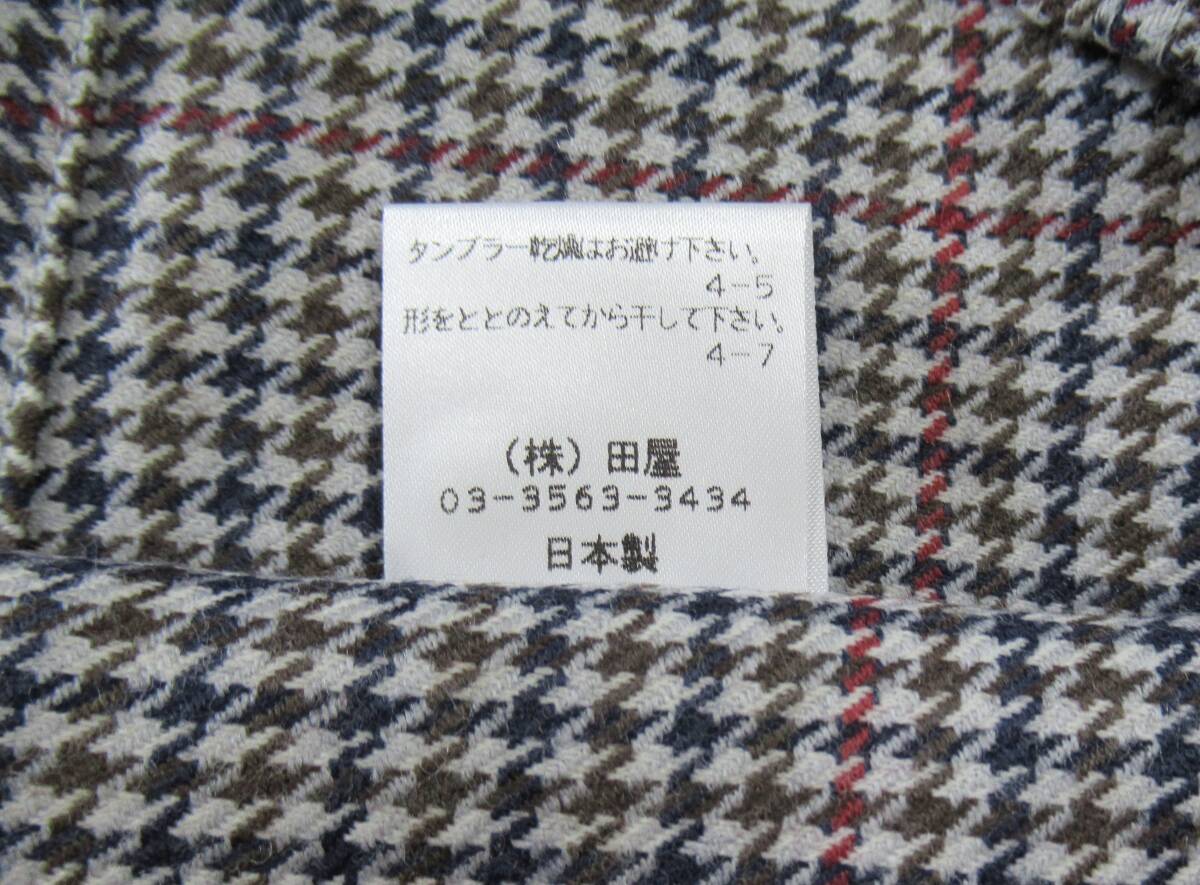 タンブラー乾燥はお避け下さい。
4-5
形をととのえてから干して下さい。
4-7
(株)田屋
03-3563-3434
日本製